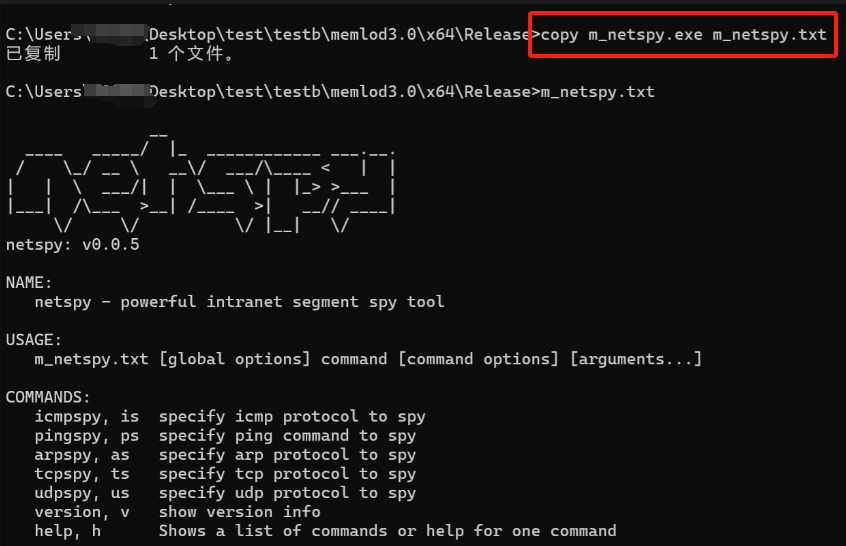 C:\Users\ Desktop\test\testb\memlod3.0\x64\Release>copy m_netspy.exe m_netspy.txt
已复制         1 个文件。
C:\Users\ Desktop\test\testb\memlod3.0\x64\Release>m_netspy.txt
netspy
netspy: v0.0.5
NAME:
   netspy - powerful intranet segment spy tool
USAGE:
   m_netspy.txt [global options] command [command options] [arguments...]
COMMANDS:
   icmpspy, is  specify icmp protocol to spy
   pingspy, ps  specify ping command to spy
   arpspy, as   specify arp protocol to spy
   tcpspy, ts   specify tcp protocol to spy
   udpspy, us   specify udp protocol to spy
   version, v   show version info
   help, h      Shows a list of commands or help for one command